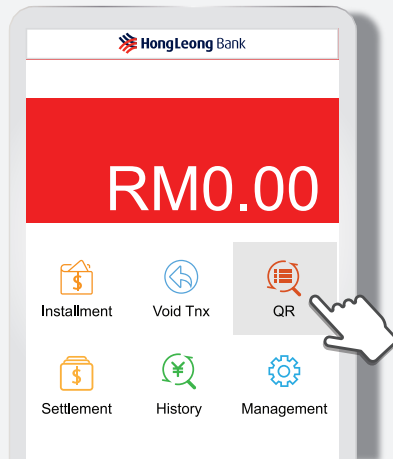 HongLeong Bank
RM0.00
Installment Void Tnx QR
Settlement History Management